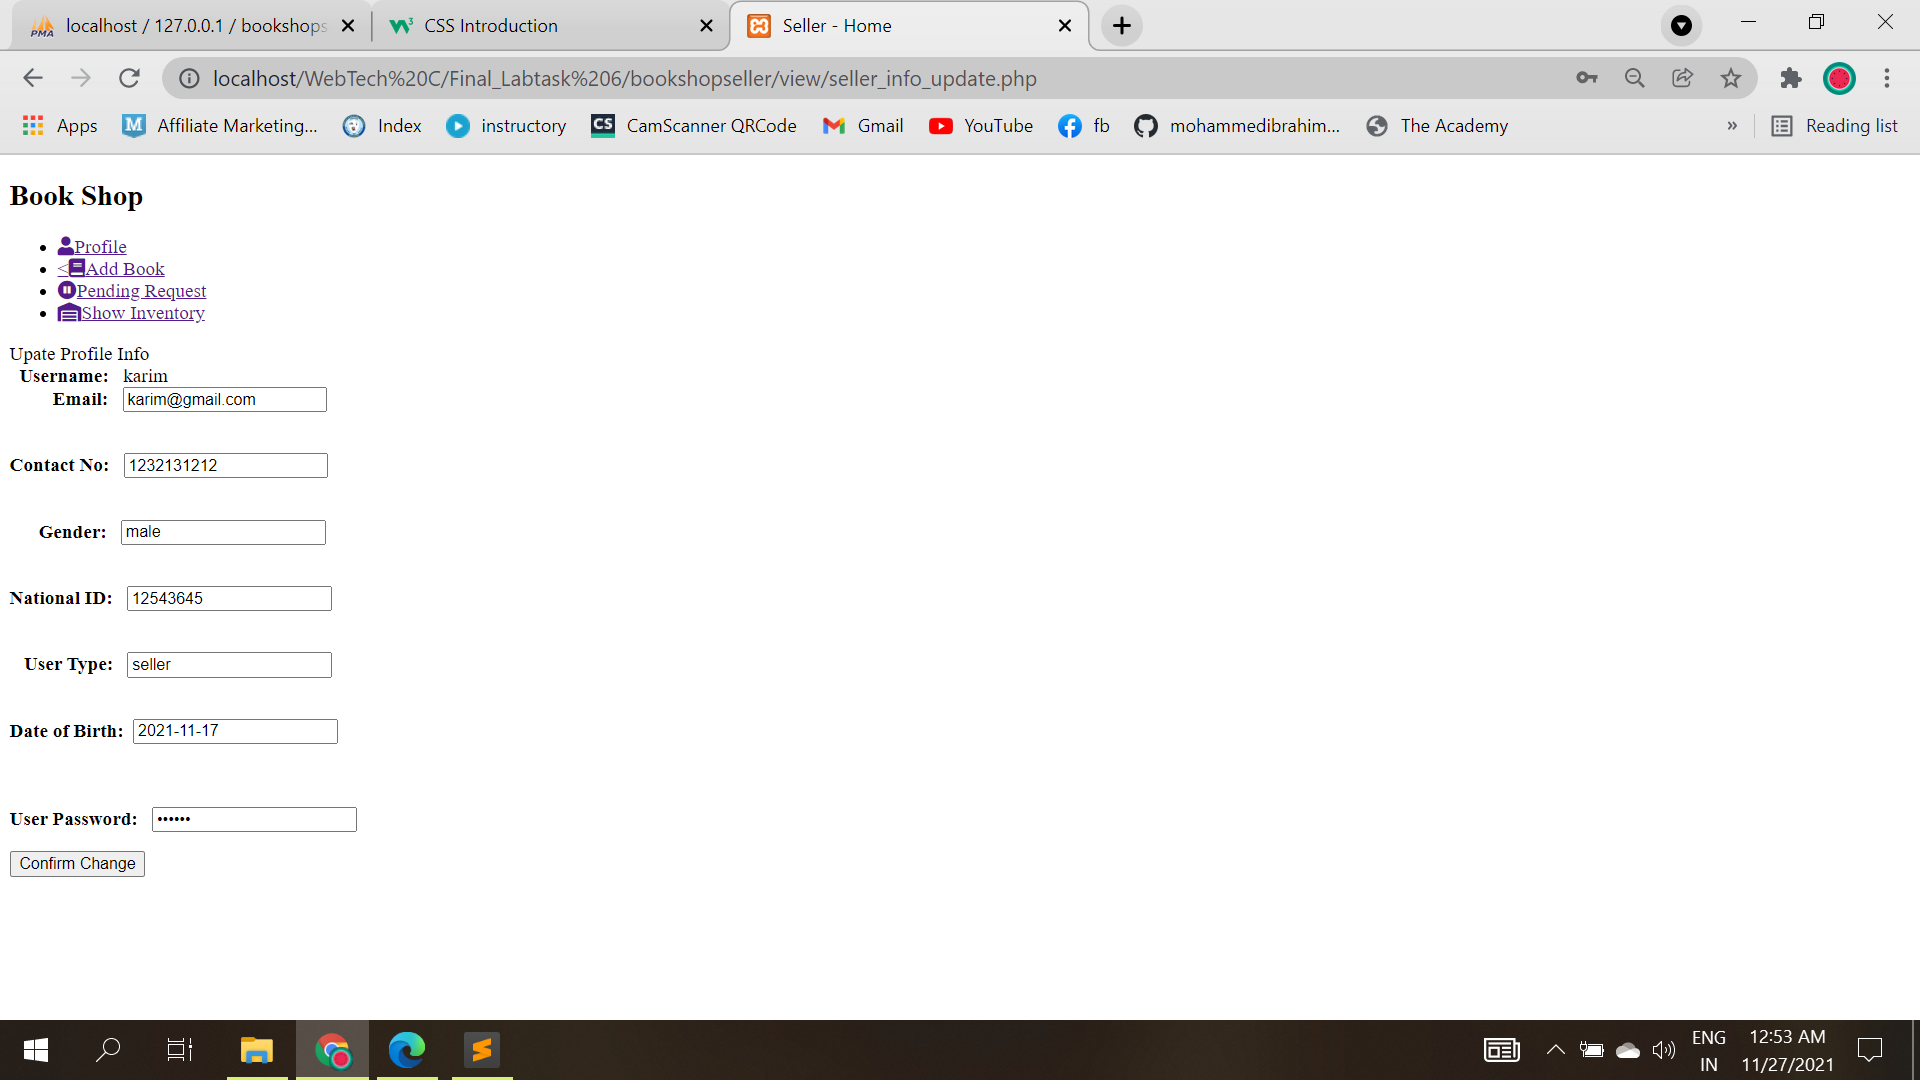 localhost / 127.0.0.1 / bookshops
CSS Introduction
Seller - Home
localhost/WebTech%20C/Final_Labtask%206/bookshopseller/view/seller_info_update.php
Apps
Affiliate Marketing...
Index
instructory
CamScanner QRCode
Gmail
YouTube
fb
mohammedibrahim...
The Academy
»
Reading list
Book Shop
Profile
<Add Book
Pending Request
Show Inventory
Upate Profile Info
Username: karim
Email: karim@gmail.com
Contact No: 1232131212
Gender: male
National ID: 12543645
User Type: seller
Date of Birth: 2021-11-17
User Password: ••••••
Confirm Change
ENG
IN
12:53 AM
11/27/2021